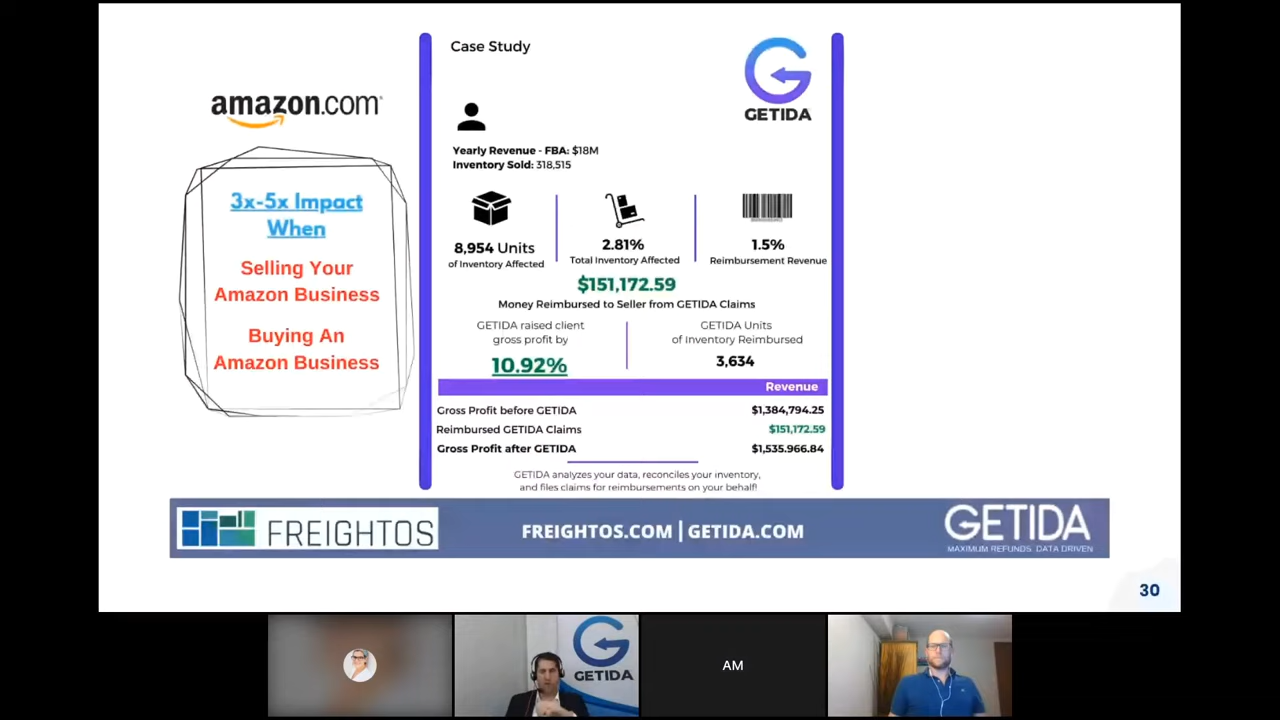 amazon.com
3x-5x Impact
When
Selling Your
Amazon Business
Buying An
Amazon Business
Case Study
GETIDA
Yearly Revenue - FBA: $18M
Inventory Sold: 318,515
8,954 Units
of Inventory Affected
2.81%
Total Inventory Affected
1.5%
Reimbursement Revenue
$151,172.59
Money Reimbursed to Seller from GETIDA Claims
GETIDA raised client
gross profit by
10.92%
GETIDA Units
of Inventory Reimbursed
3,634
Revenue
Gross Profit before GETIDA $1,384,794.25
Reimbursed GETIDA Claims $151,172.59
Gross Profit after GETIDA $1,535.966.84
GETIDA analyzes your data, reconciles your inventory,
and files claims for reimbursements on your behalf!
FREIGHTOS
FREIGHTOS.COM | GETIDA.COM
GETIDA
MAXIMUM REFUNDS. DATA DRIVEN
30
GETIDA
AM